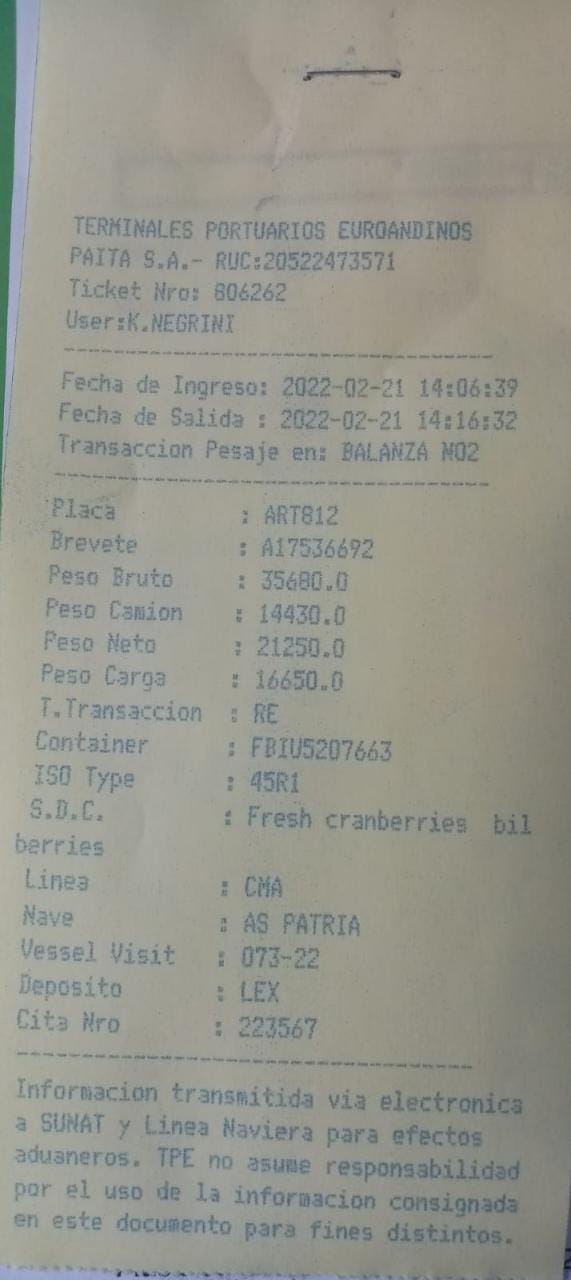 TERMINALES PORTUARIOS EUROANDINOS
PAITA S.A.- RUC:20522473571
Ticket Nro: 806262
User:K.NEGRINI
Fecha de Ingreso: 2022-02-21 14:06:39
Fecha de Salida : 2022-02-21 14:16:32
Transaccion Pesaje en: BALANZA NO2
Placa : ART812
Brevete : A17536692
Peso Bruto : 35680.0
Peso Camion : 14430.0
Peso Neto : 21250.0
Peso Carga : 16650.0
T.Transaccion : RE
Container : FBIU5207663
ISO Type : 45R1
S.D.C. : Fresh cranberries bil
berries
Linea : CMA
Nave : AS PATRIA
Vessel Visit : 073-22
Deposito : LEX
Cita Nro : 223567
Informacion transmitida via electronica
a SUNAT y Linea Naviera para efectos
aduaneros. TPE no asume responsabilidad
por el uso de la informacion consignada
en este documento para fines distintos.